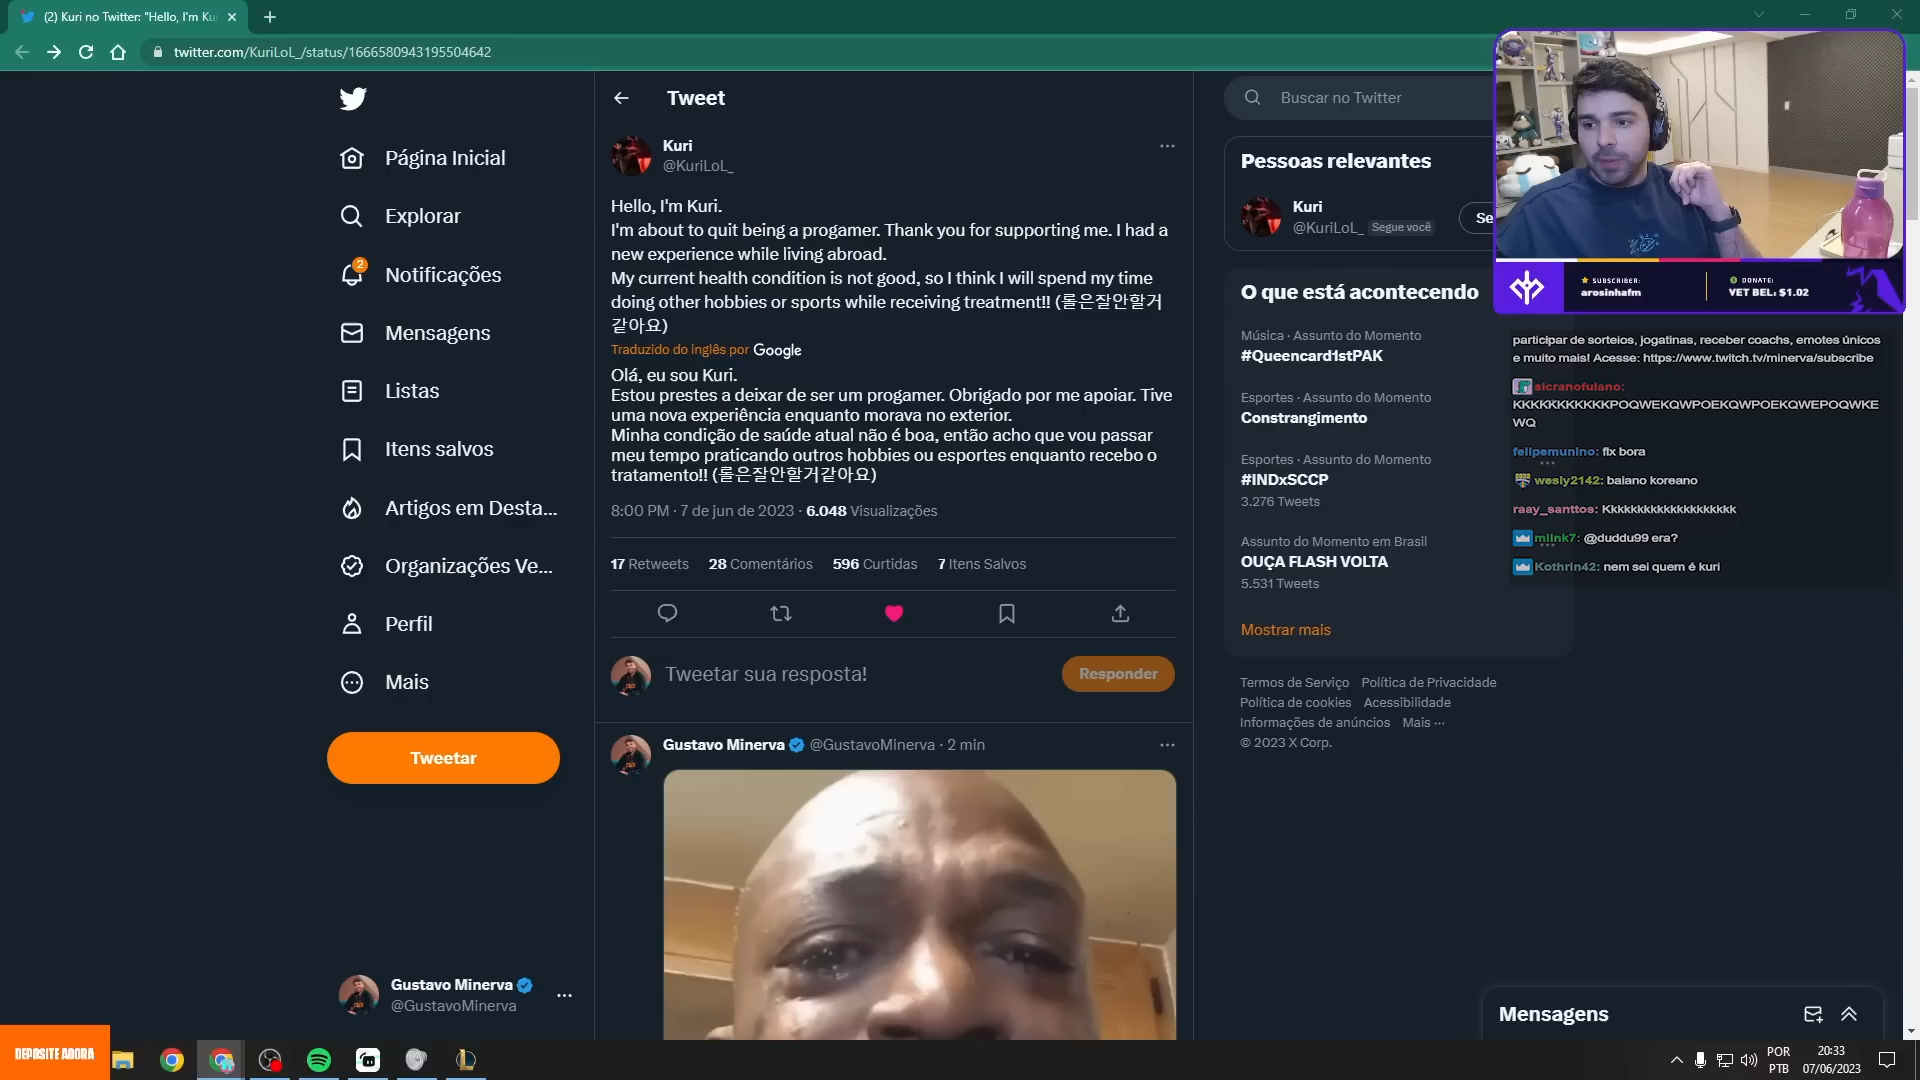 (2) Kuri no Twitter: "Hello, I'm Ku
twitter.com/KuriLoL_/status/1666580943195504642
Página Inicial
Explorar
2
Notificações
Mensagens
Listas
Itens salvos
Artigos em Desta...
Organizações Ve...
Perfil
Mais
Tweetar
Gustavo Minerva
@GustavoMinerva
Tweet
Kuri
@KuriLoL_
Hello, I'm Kuri.
I'm about to quit being a progamer. Thank you for supporting me. I had a
new experience while living abroad.
My current health condition is not good, so I think I will spend my time
doing other hobbies or sports while receiving treatment!! (롤은잘안할거
같아요)
Traduzido do inglês por Google
Olá, eu sou Kuri.
Estou prestes a deixar de ser um progamer. Obrigado por me apoiar. Tive
uma nova experiência enquanto morava no exterior.
Minha condição de saúde atual não é boa, então acho que vou passar
meu tempo praticando outros hobbies ou esportes enquanto recebo o
tratamento!! (롤은잘안할거같아요)
8:00 PM · 7 de jun de 2023 · 6.048 Visualizações
17 Retweets 28 Comentários 596 Curtidas 7 Itens Salvos
Tweetar sua resposta!
Responder
Gustavo Minerva @GustavoMinerva · 2 min
Buscar no Twitter
Pessoas relevantes
Kuri
@KuriLoL_ Segue você
Se
O que está acontecendo
Música · Assunto do Momento
#Queencard1stPAK
Esportes · Assunto do Momento
Constrangimento
Esportes · Assunto do Momento
#INDxSCCP
3.276 Tweets
Assunto do Momento em Brasil
OUÇA FLASH VOLTA
5.531 Tweets
Mostrar mais
Termos de Serviço Política de Privacidade
Política de cookies Acessibilidade
Informações de anúncios Mais ···
© 2023 X Corp.
SUBSCRIBER:
arosinhafm
DONATE:
VET BEL: $1.02
participar de sorteios, jogatinas, receber coachs, emotes únicos
e muito mais! Acesse: https://www.twitch.tv/minerva/subscribe
sicranofulano:
KKKKKKKKKKKPOQWEKQWPOEKQWPOEKQWEPOQWKE
WQ
felipemunino: flx bora
wesly2142: baiano koreano
raay_santtos: Kkkkkkkkkkkkkkkkkkkk
mlink7: @duddu99 era?
Kothrin42: nem sei quem é kuri
Mensagens
DEPOSITE AGORA
POR
PTB
20:33
07/06/2023